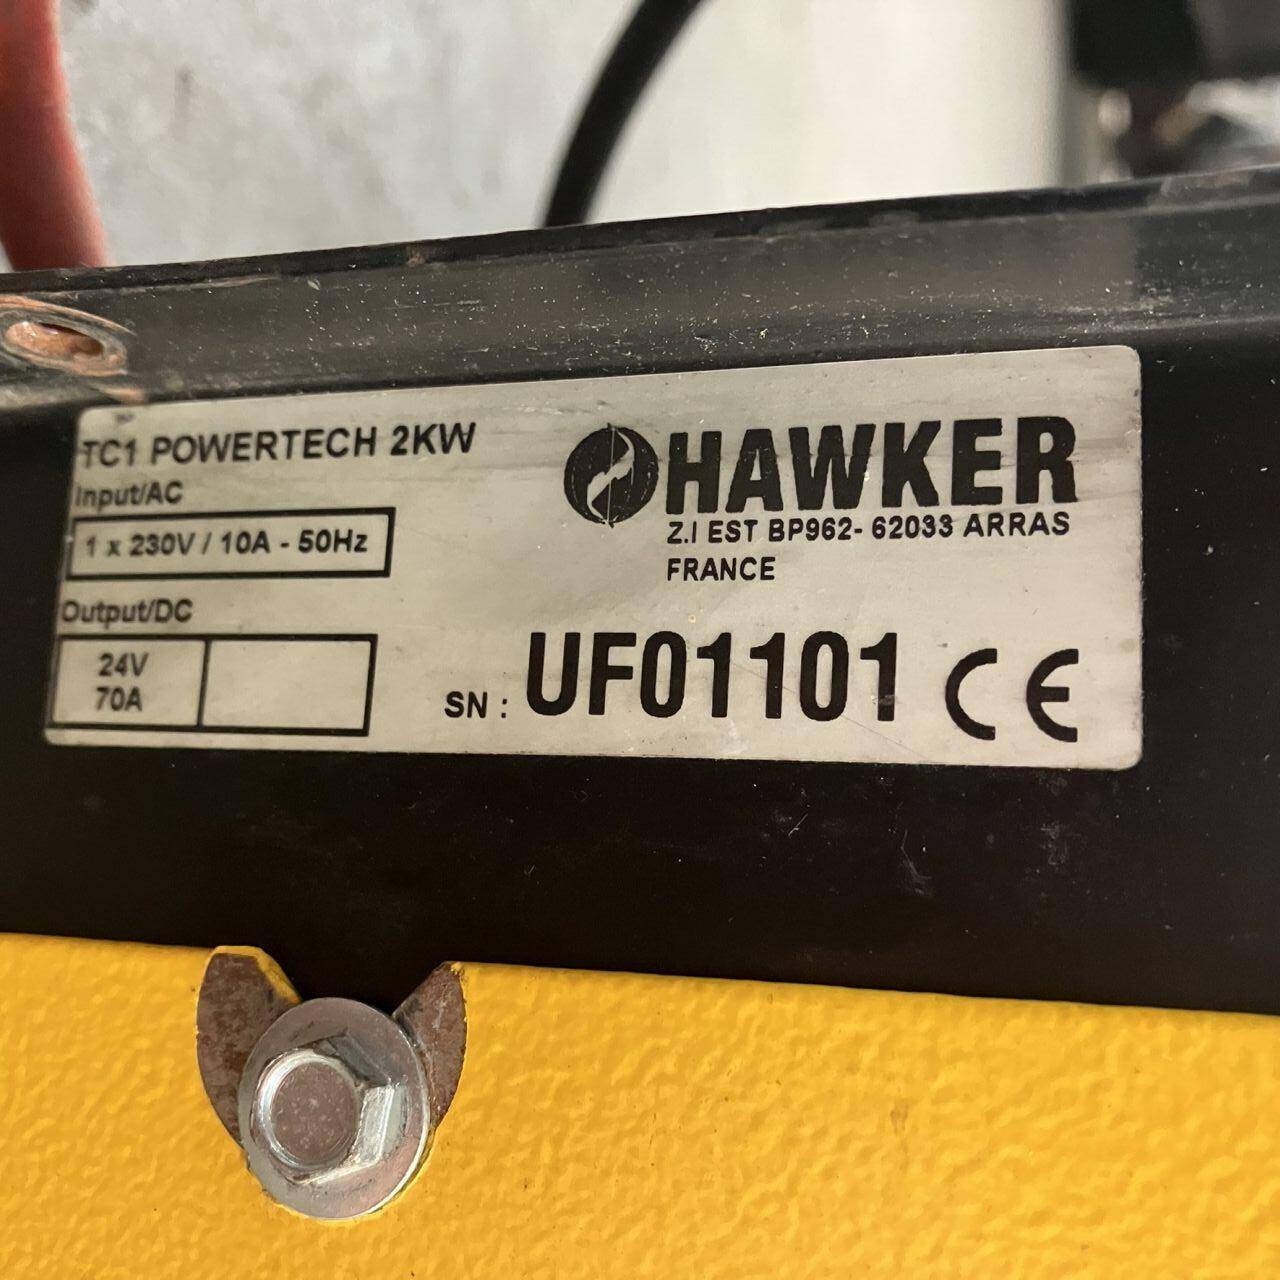 TC1 POWERTECH 2KW
Input/AC
1 x 230V / 10A - 50Hz
Output/DC
24V
70A
HAWKER
Z.I EST BP962- 62033 ARRAS
FRANCE
SN : UF01101 CE